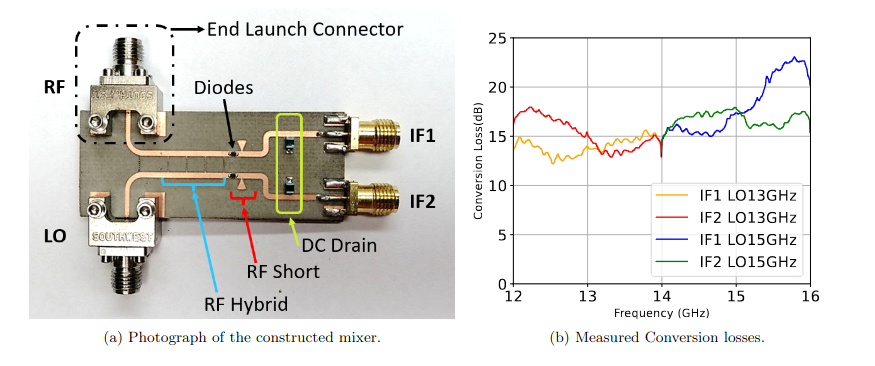 End Launch Connector
RF
Diodes
SOUTHWEST
IF1
IF2
LO
DC Drain
RF Short
RF Hybrid
(a) Photograph of the constructed mixer.
25
20
15
10
5
0
12 13 14 15 16
Conversion Loss(dB)
Frequency (GHz)
IF1 LO13GHz
IF2 LO13GHz
IF1 LO15GHz
IF2 LO15GHz
(b) Measured Conversion losses.